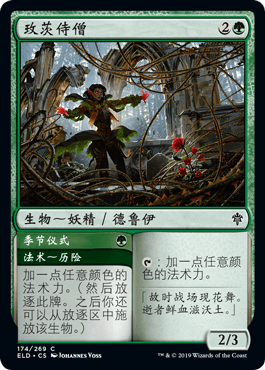 玫茨侍僧 2
生物～妖精／德鲁伊
季节仪式
法术～历险
加一点任意颜色
的法术力。（然后放
逐此牌。之后你还
可以从放逐区中施
放该生物。）
：加一点任意颜
色的法术力。
「故时战场现花舞。
逝者鲜血滋沃土。」
2/3
174/269 C
ELD • CS JOHANNES VOSS
™ & © 2019 Wizards of the Coast